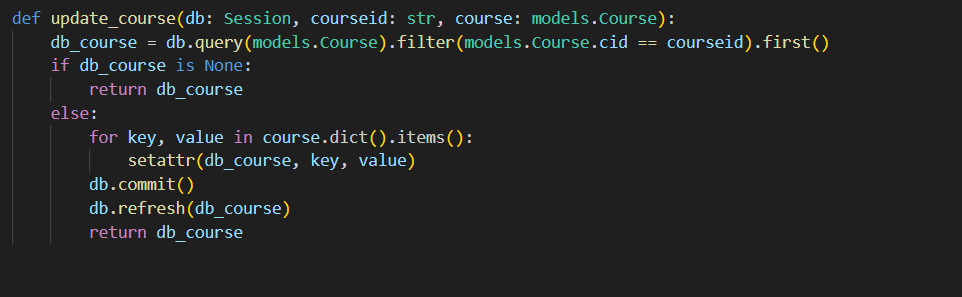 def update_course(db: Session, courseid: str, course: models.Course):
    db_course = db.query(models.Course).filter(models.Course.cid == courseid).first()
    if db_course is None:
        return db_course
    else:
        for key, value in course.dict().items():
            setattr(db_course, key, value)
        db.commit()
        db.refresh(db_course)
        return db_course